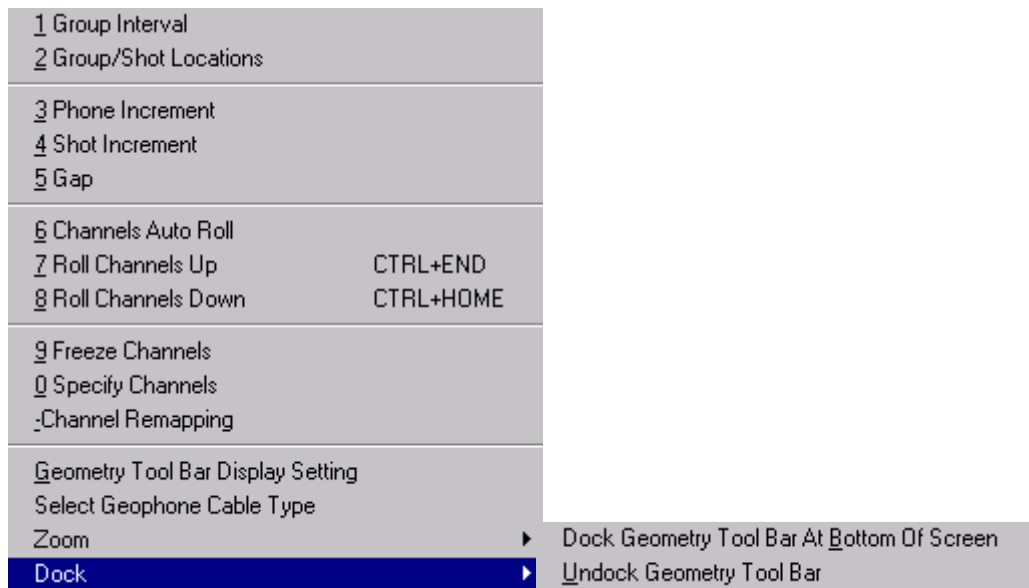 1 Group Interval
2 Group/Shot Locations
3 Phone Increment
4 Shot Increment
5 Gap
6 Channels Auto Roll
7 Roll Channels Up CTRL+END
8 Roll Channels Down CTRL+HOME
9 Freeze Channels
0 Specify Channels
-Channel Remapping
Geometry Tool Bar Display Setting
Select Geophone Cable Type
Zoom
Dock
Dock Geometry Tool Bar At Bottom Of Screen
Undock Geometry Tool Bar